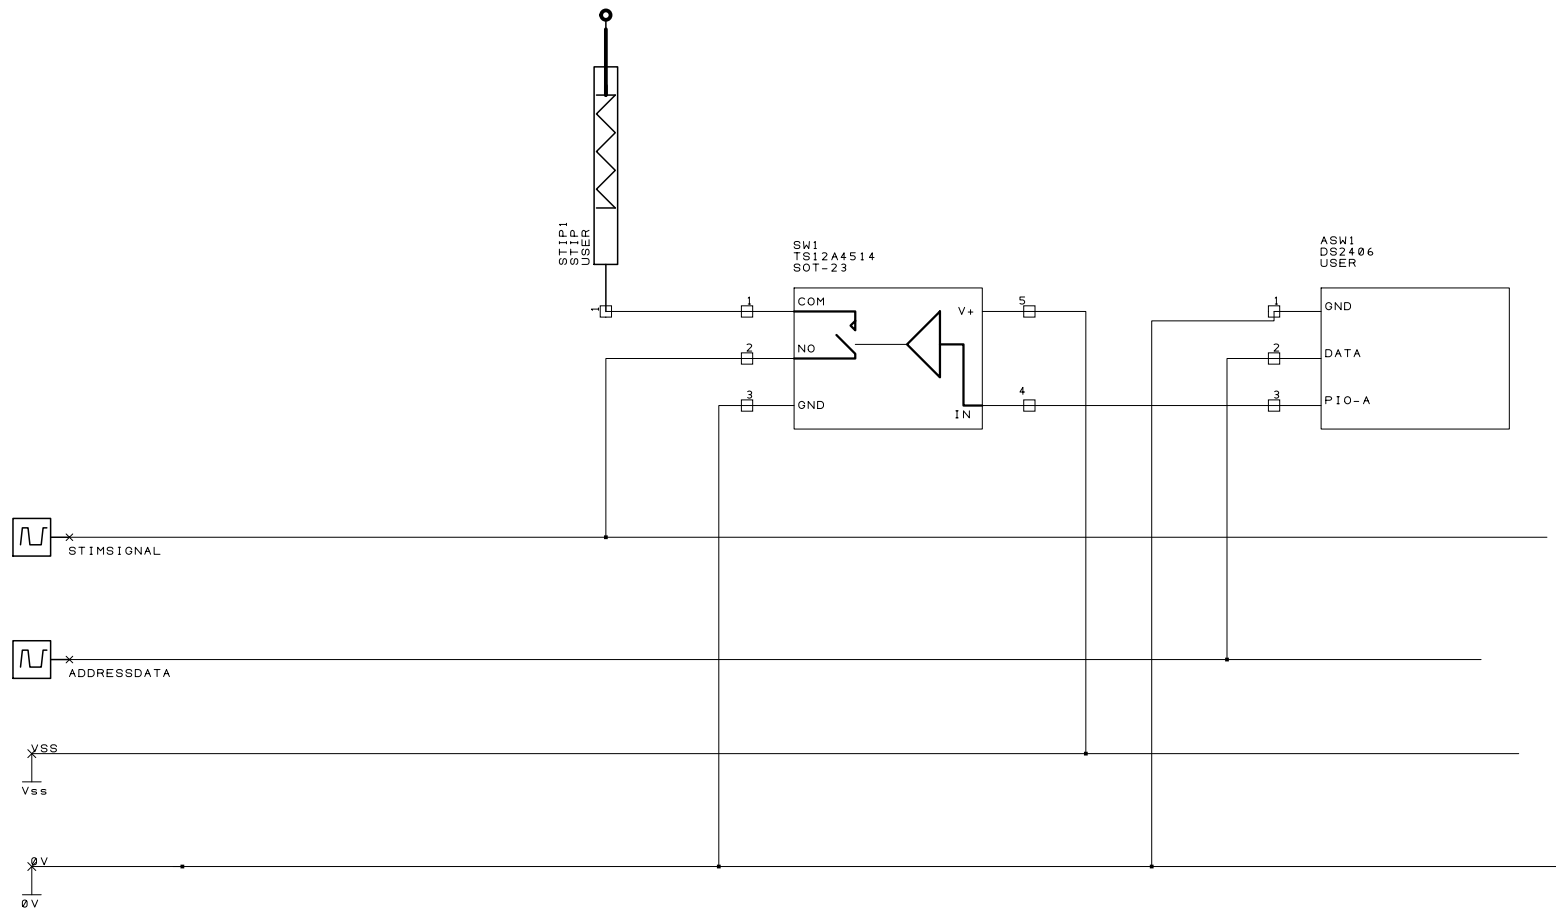 STIP1
STIP
USER
1
SW1
TS12A4514
SOT-23
1
COM
2
NO
3
GND
V+
5
IN
4
ASW1
DS2406
USER
1
GND
2
DATA
3
PIO-A
STIMSIGNAL
ADDRESSDATA
VSS
Vss
0V
0V